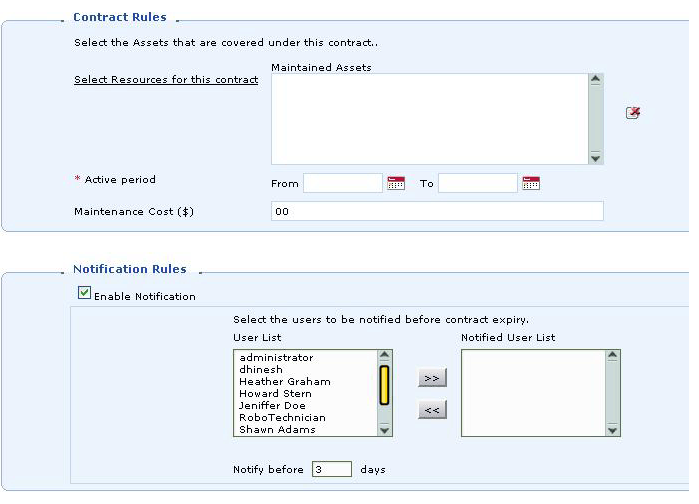 Contract Rules
Select the Assets that are covered under this contract..
Maintained Assets
Select Resources for this contract
* Active period
From To
Maintenance Cost ($)
00
Notification Rules
Enable Notification
Select the users to be notified before contract expiry.
User List
Notified User List
administrator
dhinesh
Heather Graham
Howard Stern
Jeniffer Doe
RoboTechnician
Shawn Adams
>>
<<
Notify before 3 days